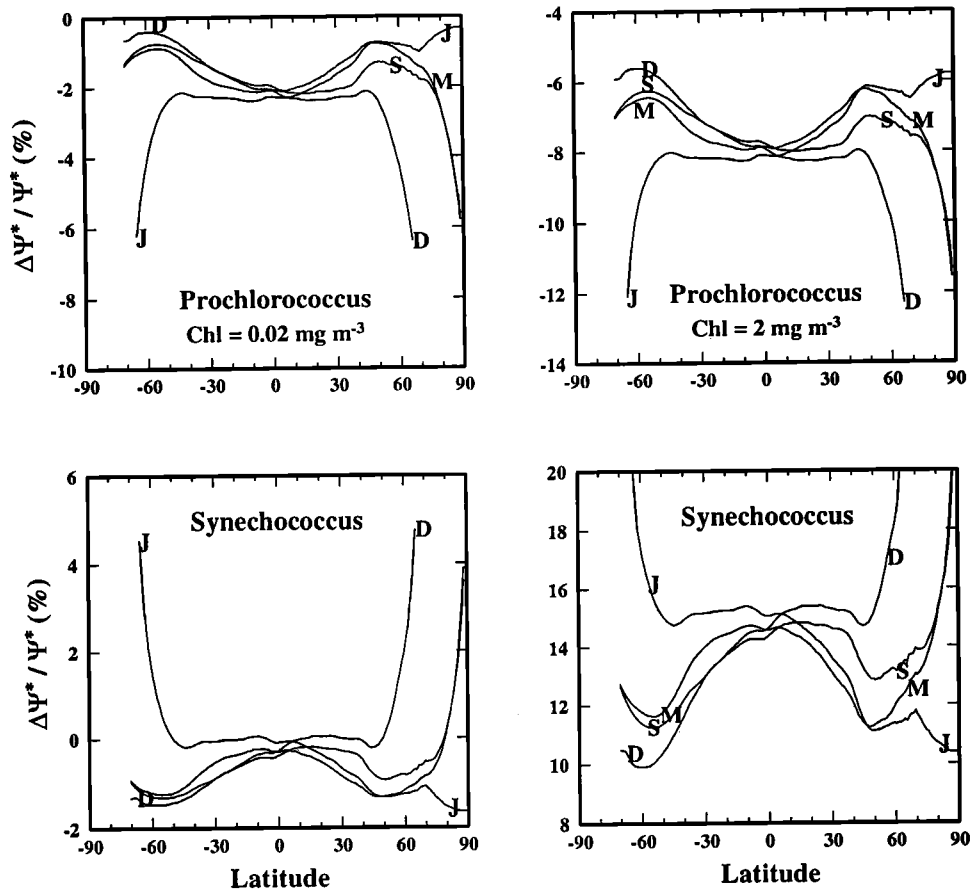 0
-2
-4
-6
-8
-10
ΔΨ* / Ψ* (%)
D
J
S
M
J
D
Prochlorococcus
Chl = 0.02 mg m-3
-90 -60 -30 0 30 60 90
-4
-6
-8
-10
-12
-14
D
S
M
J
M
S
J
D
Prochlorococcus
Chl = 2 mg m-3
-90 -60 -30 0 30 60 90
6
4
2
0
-2
ΔΨ* / Ψ* (%)
Synechococcus
J
D
D
J
-90 -60 -30 0 30 60 90
Latitude
20
18
16
14
12
10
8
Synechococcus
D
J
S
M
M
S
D
J
-90 -60 -30 0 30 60 90
Latitude